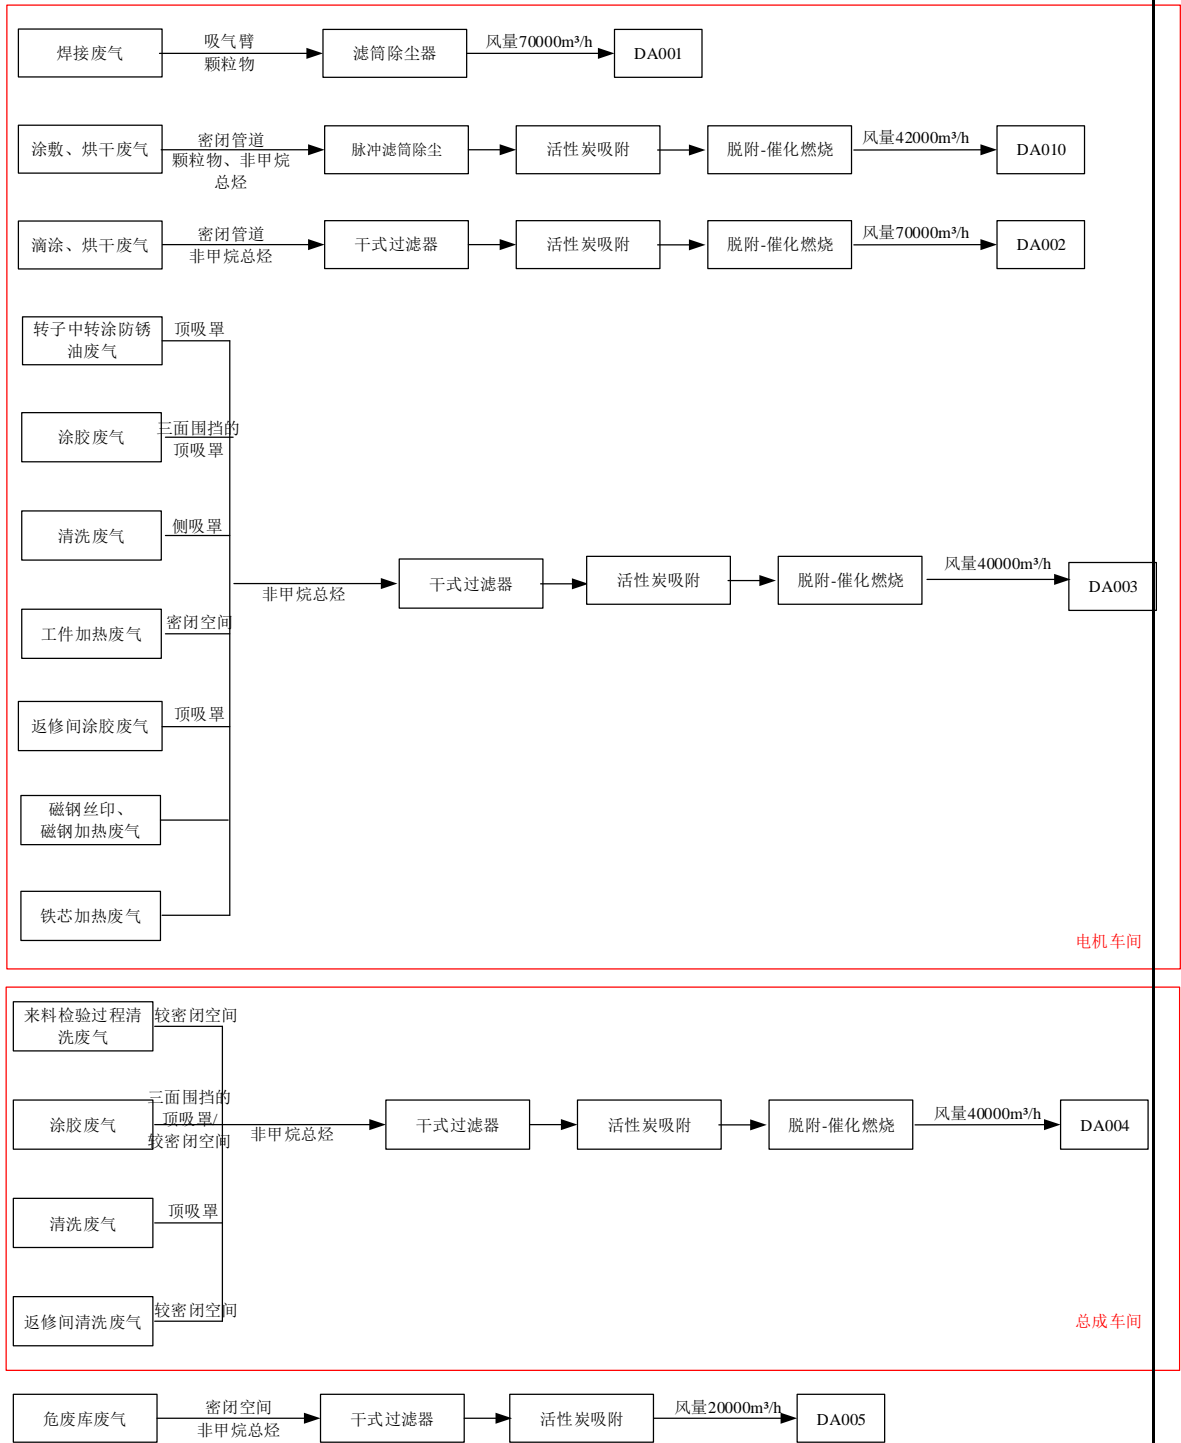 焊接废气
吸气臂
颗粒物
滤筒除尘器
风量70000m³/h
DA001
涂敷、烘干废气
密闭管道
颗粒物、非甲烷
总烃
脉冲滤筒除尘
活性炭吸附
脱附-催化燃烧
风量42000m³/h
DA010
滴涂、烘干废气
密闭管道
非甲烷总烃
干式过滤器
活性炭吸附
脱附-催化燃烧
风量70000m³/h
DA002
转子中转涂防锈
油废气
顶吸罩
涂胶废气
三面围挡的
顶吸罩
清洗废气
侧吸罩
工件加热废气
密闭空间
返修间涂胶废气
顶吸罩
磁钢丝印、
磁钢加热废气
铁芯加热废气
非甲烷总烃
干式过滤器
活性炭吸附
脱附-催化燃烧
风量40000m³/h
DA003
电机车间
来料检验过程清
洗废气
较密闭空间
涂胶废气
三面围挡的
顶吸罩/
较密闭空间
清洗废气
顶吸罩
返修间清洗废气
较密闭空间
非甲烷总烃
干式过滤器
活性炭吸附
脱附-催化燃烧
风量40000m³/h
DA004
总成车间
危废库废气
密闭空间
非甲烷总烃
干式过滤器
活性炭吸附
风量20000m³/h
DA005